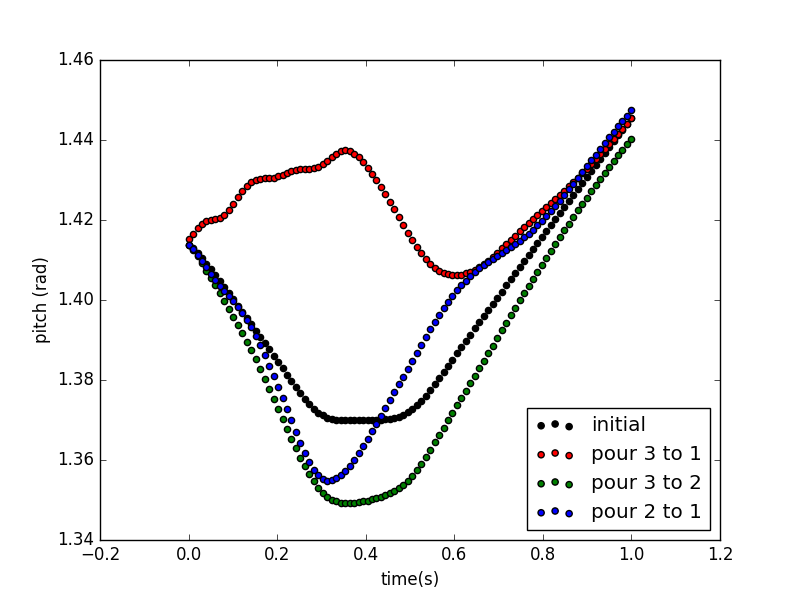 1.46
1.44
1.42
1.40
1.38
1.36
1.34
pitch (rad)
initial
pour 3 to 1
pour 3 to 2
pour 2 to 1
−0.2 0.0 0.2 0.4 0.6 0.8 1.0 1.2
time(s)